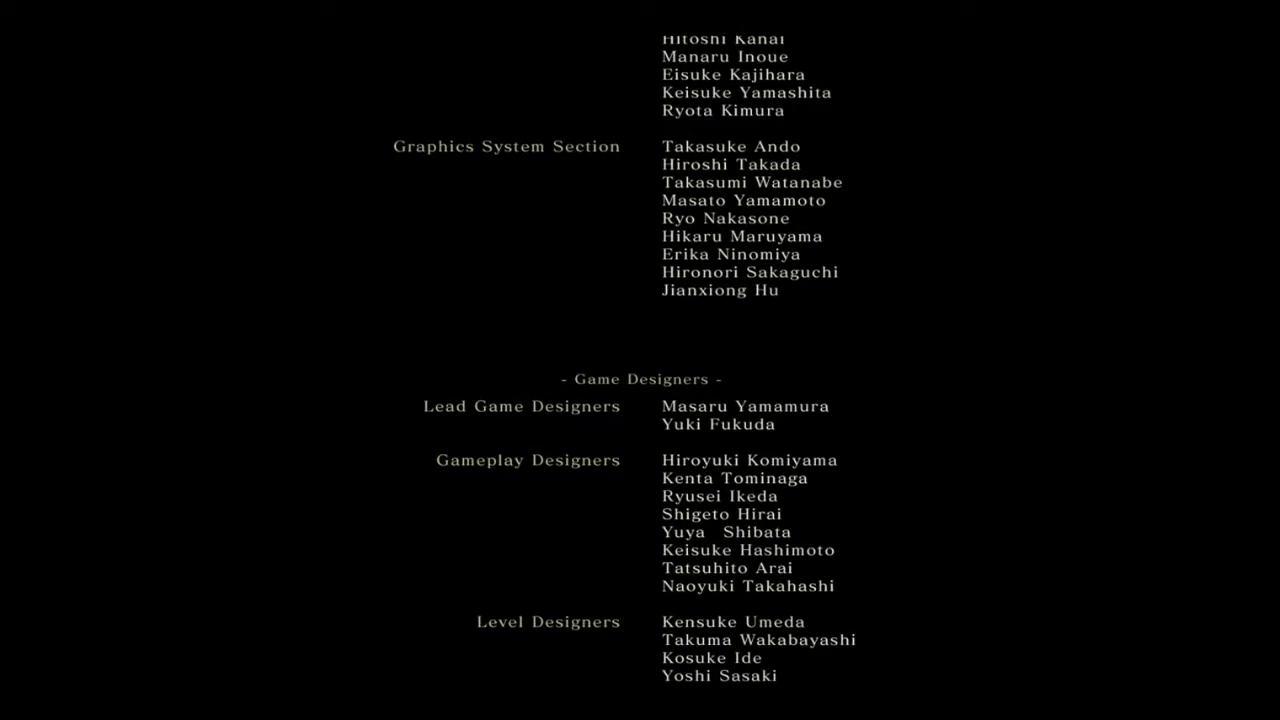 Hitoshi Kanai
Manaru Inoue
Eisuke Kajihara
Keisuke Yamashita
Ryota Kimura
Graphics System Section Takasuke Ando
Hiroshi Takada
Takasumi Watanabe
Masato Yamamoto
Ryo Nakasone
Hikaru Maruyama
Erika Ninomiya
Hironori Sakaguchi
Jianxiong Hu
- Game Designers -
Lead Game Designers Masaru Yamamura
Yuki Fukuda
Gameplay Designers Hiroyuki Komiyama
Kenta Tominaga
Ryusei Ikeda
Shigeto Hirai
Yuya Shibata
Keisuke Hashimoto
Tatsuhito Arai
Naoyuki Takahashi
Level Designers Kensuke Umeda
Takuma Wakabayashi
Kosuke Ide
Yoshi Sasaki